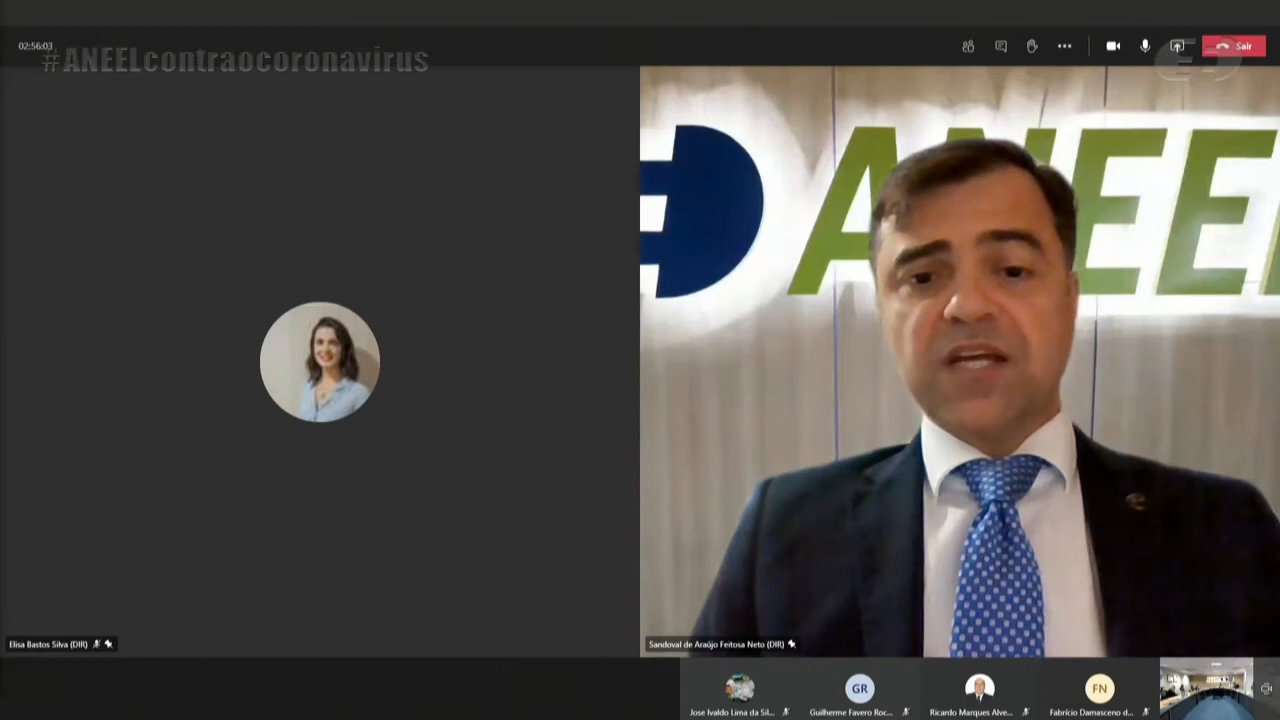 02:56:03
#ANEELcontraocoronavirus
Sair
ANEEL
Elisa Bastos Silva (DIR)
Sandoval de Araújo Feitosa Neto (DIR)
GR
FN
Jose Ivaldo Lima da Sil...
Guilherme Favero Roc...
Ricardo Marques Alve...
Fabrício Damasceno d...